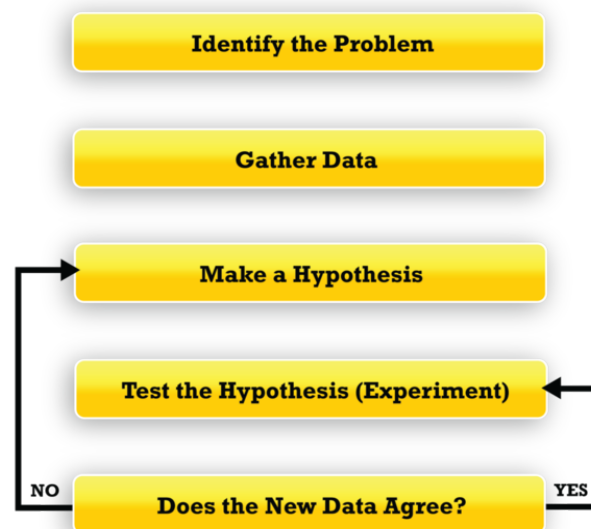 Identify the Problem
Gather Data
Make a Hypothesis
Test the Hypothesis (Experiment)
NO
Does the New Data Agree?
YES